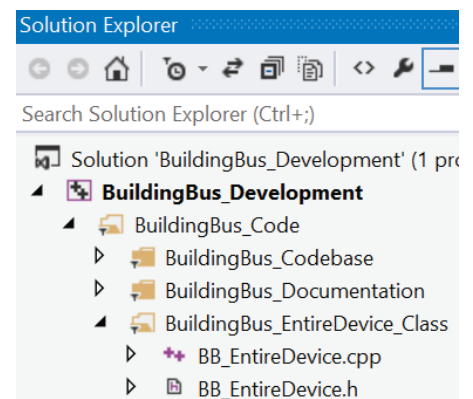 Solution Explorer
Search Solution Explorer (Ctrl+;)
Solution 'BuildingBus_Development' (1 pro
BuildingBus_Development
BuildingBus_Code
BuildingBus_Codebase
BuildingBus_Documentation
BuildingBus_EntireDevice_Class
BB_EntireDevice.cpp
BB_EntireDevice.h